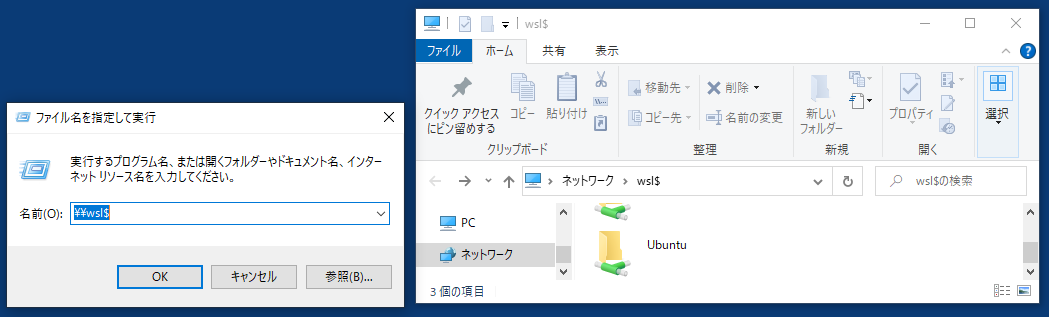 ファイル名を指定して実行
実行するプログラム名、または開くフォルダーやドキュメント名、インター
ネット リソース名を入力してください。
名前(O):
¥¥wsl$
OK
キャンセル
参照(B)...
wsl$
ファイル
ホーム
共有
表示
クイック アクセス
にピン留めする
コピー
貼り付け
クリップボード
移動先
コピー先
削除
名前の変更
整理
新しい
フォルダー
新規
プロパティ
開く
選択
ネットワーク
wsl$
wsl$の検索
PC
ネットワーク
Ubuntu
3 個の項目